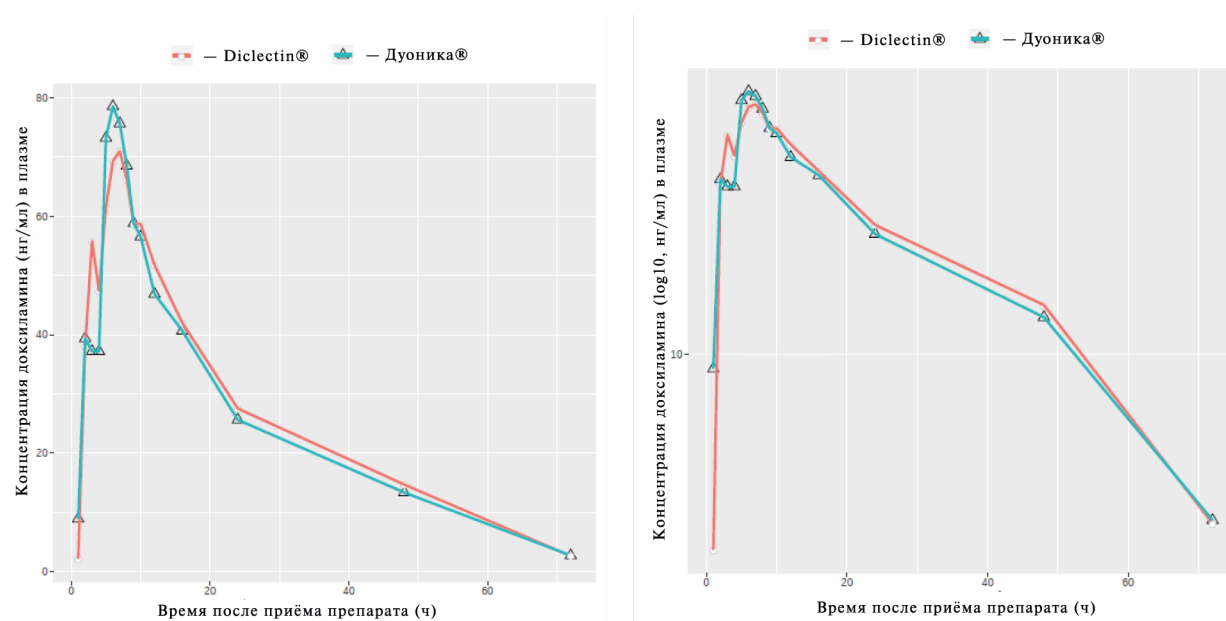 — Diclectin® — Дуоника®
Концентрация доксиламина (нг/мл) в плазме
80
60
40
20
0
0 20 40 60
Время после приёма препарата (ч)
— Diclectin® — Дуоника®
Концентрация доксиламина (log10, нг/мл) в плазме
10
0 20 40 60
Время после приёма препарата (ч)